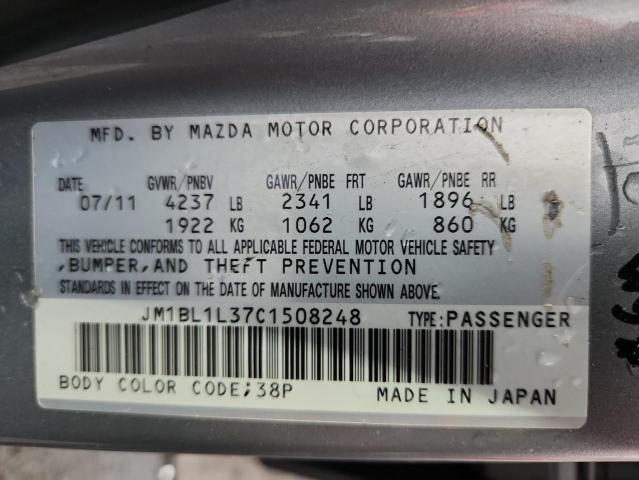 MFD. BY MAZDA MOTOR CORPORATION
DATE GVWR/PNBV GAWR/PNBE FRT GAWR/PNBE RR
07/11 4237 LB 2341 LB 1896 LB
1922 KG 1062 KG 860 KG
THIS VEHICLE CONFORMS TO ALL APPLICABLE FEDERAL MOTOR VEHICLE SAFETY
,BUMPER,AND THEFT PREVENTION
STANDARDS IN EFFECT ON THE DATE OF MANUFACTURE SHOWN ABOVE.
JM1BL1L37C1508248 TYPE:PASSENGER
BODY COLOR CODE;38P MADE IN JAPAN